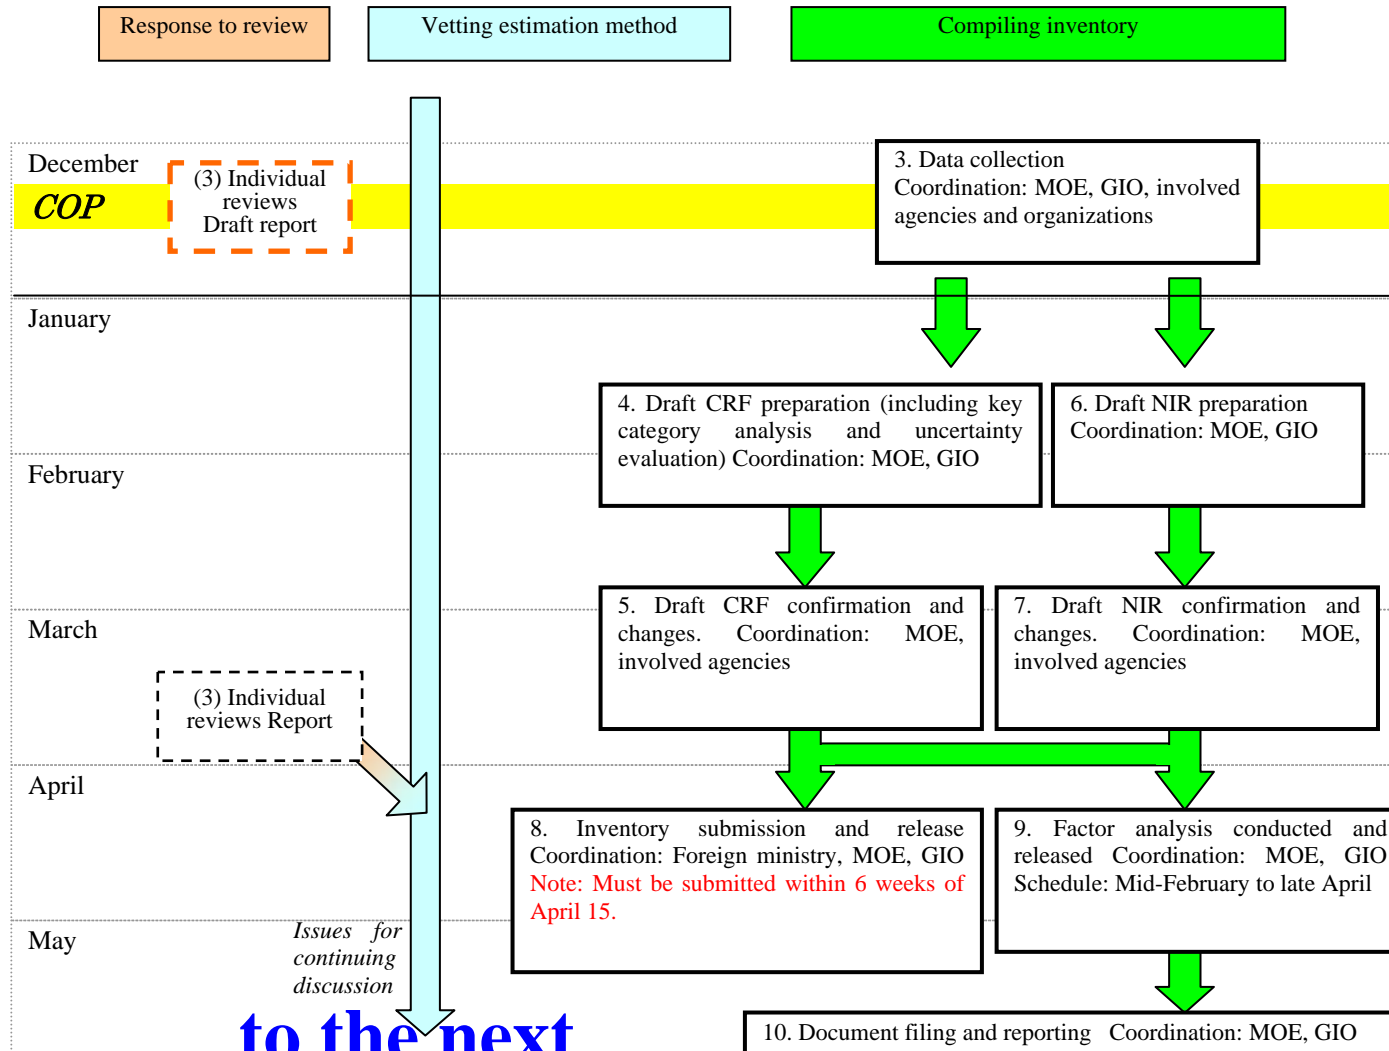 Response to review
Vetting estimation method
Compiling inventory
December
COP
(3) Individual
reviews
Draft report
3. Data collection
Coordination: MOE, GIO, involved
agencies and organizations
January
4. Draft CRF preparation (including key
category analysis and uncertainty
evaluation) Coordination: MOE, GIO
6. Draft NIR preparation
Coordination: MOE, GIO
February
5. Draft CRF confirmation and
changes. Coordination: MOE,
involved agencies
7. Draft NIR confirmation and
changes. Coordination: MOE,
involved agencies
March
(3) Individual
reviews Report
April
8. Inventory submission and release
Coordination: Foreign ministry, MOE, GIO
Note: Must be submitted within 6 weeks of
April 15.
9. Factor analysis conducted and
released Coordination: MOE, GIO
Schedule: Mid-February to late April
May
Issues for
continuing
discussion
to the next
10. Document filing and reporting Coordination: MOE, GIO